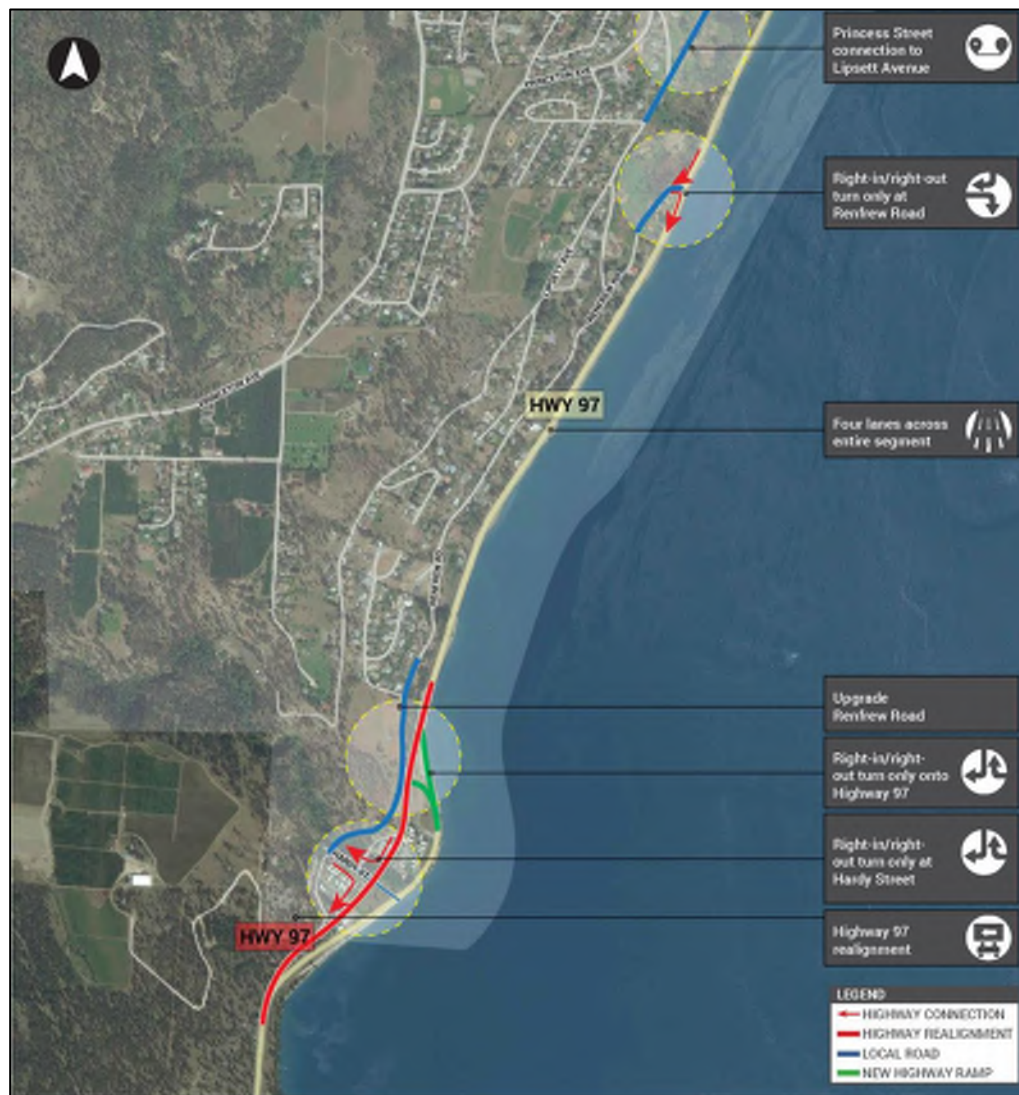 Princess Street
connection to
Lipsett Avenue
Right-in/right-out
turn only at
Renfrew Road
HWY 97
Four lanes across
entire segment
Upgrade
Renfrew Road
Right-in/right-
out turn only onto
Highway 97
Right-in/right-
out turn only at
Hardy Street
HARDY ST
HWY 97
Highway 97
realignment
LEGEND
HIGHWAY CONNECTION
HIGHWAY REALIGNMENT
LOCAL ROAD
NEW HIGHWAY RAMP